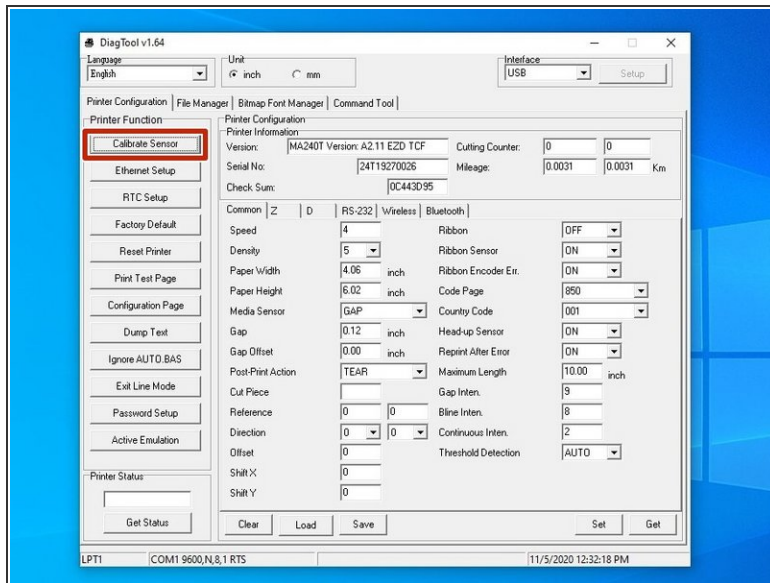 DiagTool v1.64
Language
English
Unit
inch
mm
Interface
USB
Setup
Printer Configuration
File Manager
Bitmap Font Manager
Command Tool
Printer Function
Calibrate Sensor
Ethernet Setup
RTC Setup
Factory Default
Reset Printer
Print Test Page
Configuration Page
Dump Text
Ignore AUTO.BAS
Exit Line Mode
Password Setup
Active Emulation
Printer Status
Get Status
Printer Configuration
Printer Information
Version: MA240T Version: A2.11 EZD TCF Cutting Counter: 0 0
Serial No: 24T19270026 Mileage: 0.0031 0.0031 Km
Check Sum: 0C443D95
Common Z D RS-232 Wireless Bluetooth
Speed 4 Ribbon OFF
Density 5 Ribbon Sensor ON
Paper Width 4.06 inch Ribbon Encoder Err. ON
Paper Height 6.02 inch Code Page 850
Media Sensor GAP Country Code 001
Gap 0.12 inch Head-up Sensor ON
Gap Offset 0.00 inch Reprint After Error ON
Post-Print Action TEAR Maximum Length 10.00 inch
Cut Piece Gap Inten. 9
Reference 0 0 Bline Inten. 8
Direction 0 0 Continuous Inten. 2
Offset 0 Threshold Detection AUTO
Shift X 0
Shift Y 0
Clear Load Save Set Get
LPT1 COM1 9600,N,8,1 RTS 11/5/2020 12:32:18 PM